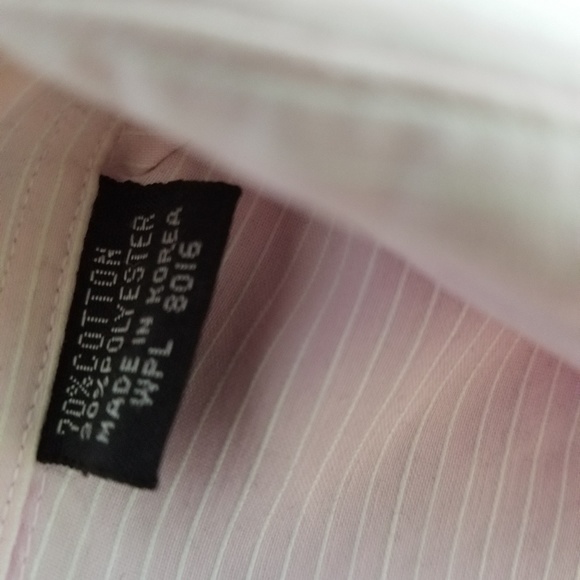 70%COTTON
30%POLYESTER
MADE IN KOREA
WPL 8016